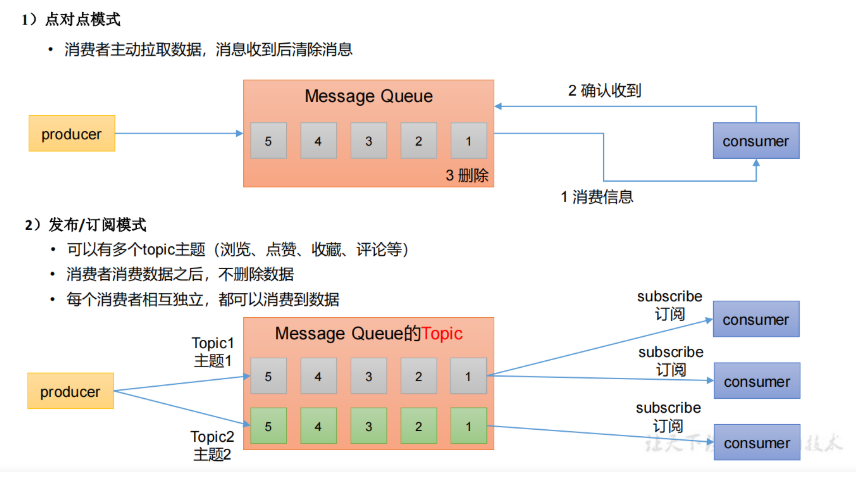 1）点对点模式
• 消费者主动拉取数据，消息收到后清除消息
Message Queue
2 确认收到
producer
5 4 3 2 1
consumer
3 删除
1 消费信息
2）发布/订阅模式
• 可以有多个topic主题（浏览、点赞、收藏、评论等）
• 消费者消费数据之后，不删除数据
• 每个消费者相互独立，都可以消费到数据
subscribe
订阅
consumer
Message Queue的Topic
Topic1
主题1
5 4 3 2 1
subscribe
订阅
consumer
producer
subscribe
订阅
5 4 3 2 1
Topic2
主题2
consumer
让天下
技术